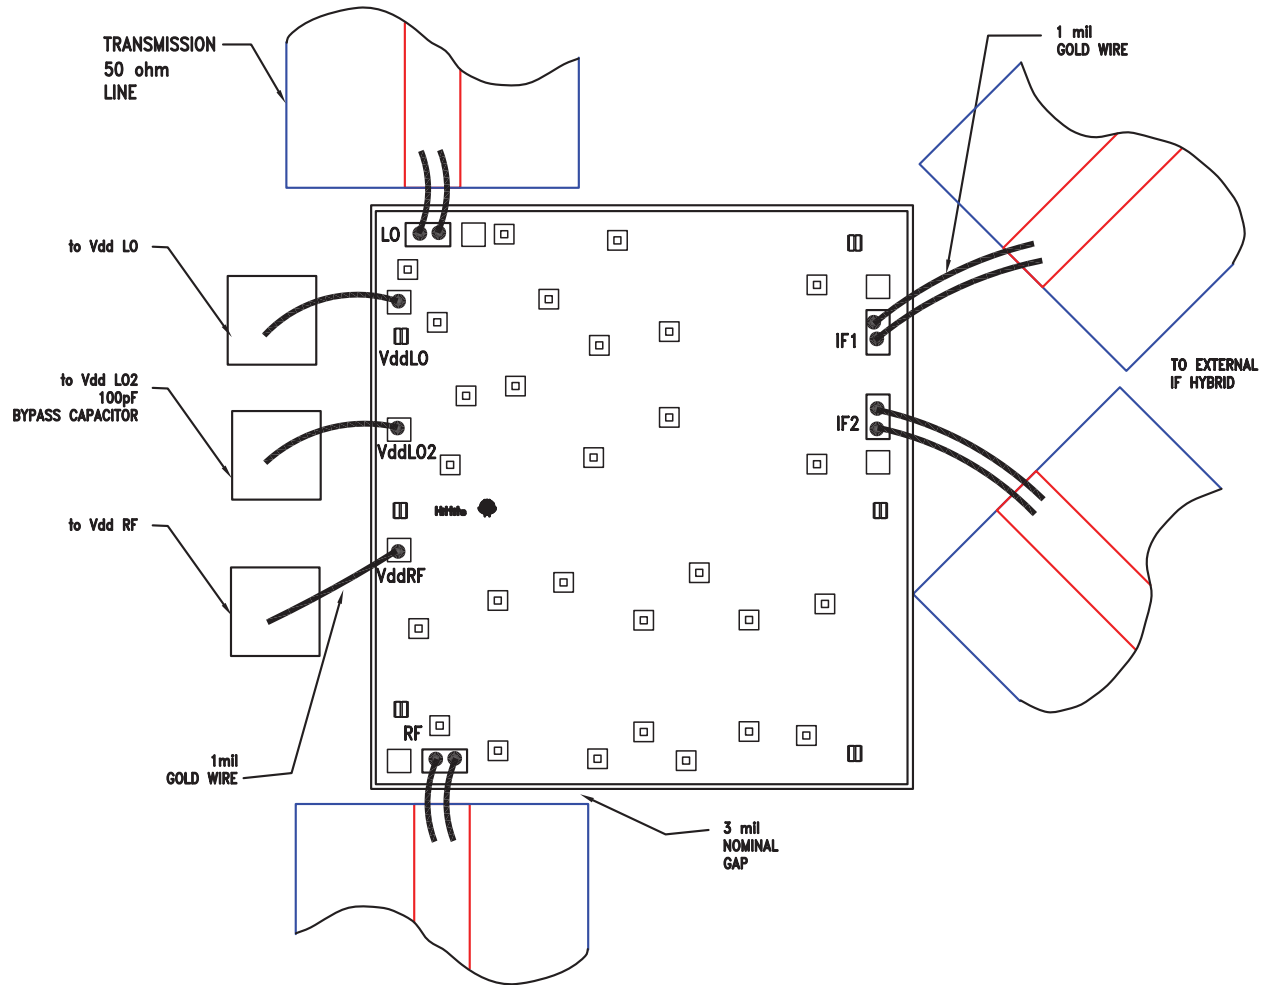 TRANSMISSION
50 ohm
LINE
1 mil
GOLD WIRE
LO
to Vdd LO
VddLO
IF1
TO EXTERNAL
IF HYBRID
to Vdd LO2
100pF
BYPASS CAPACITOR
VddLO2
IF2
to Vdd RF
VddRF
RF
1mil
GOLD WIRE
3 mil
NOMINAL
GAP